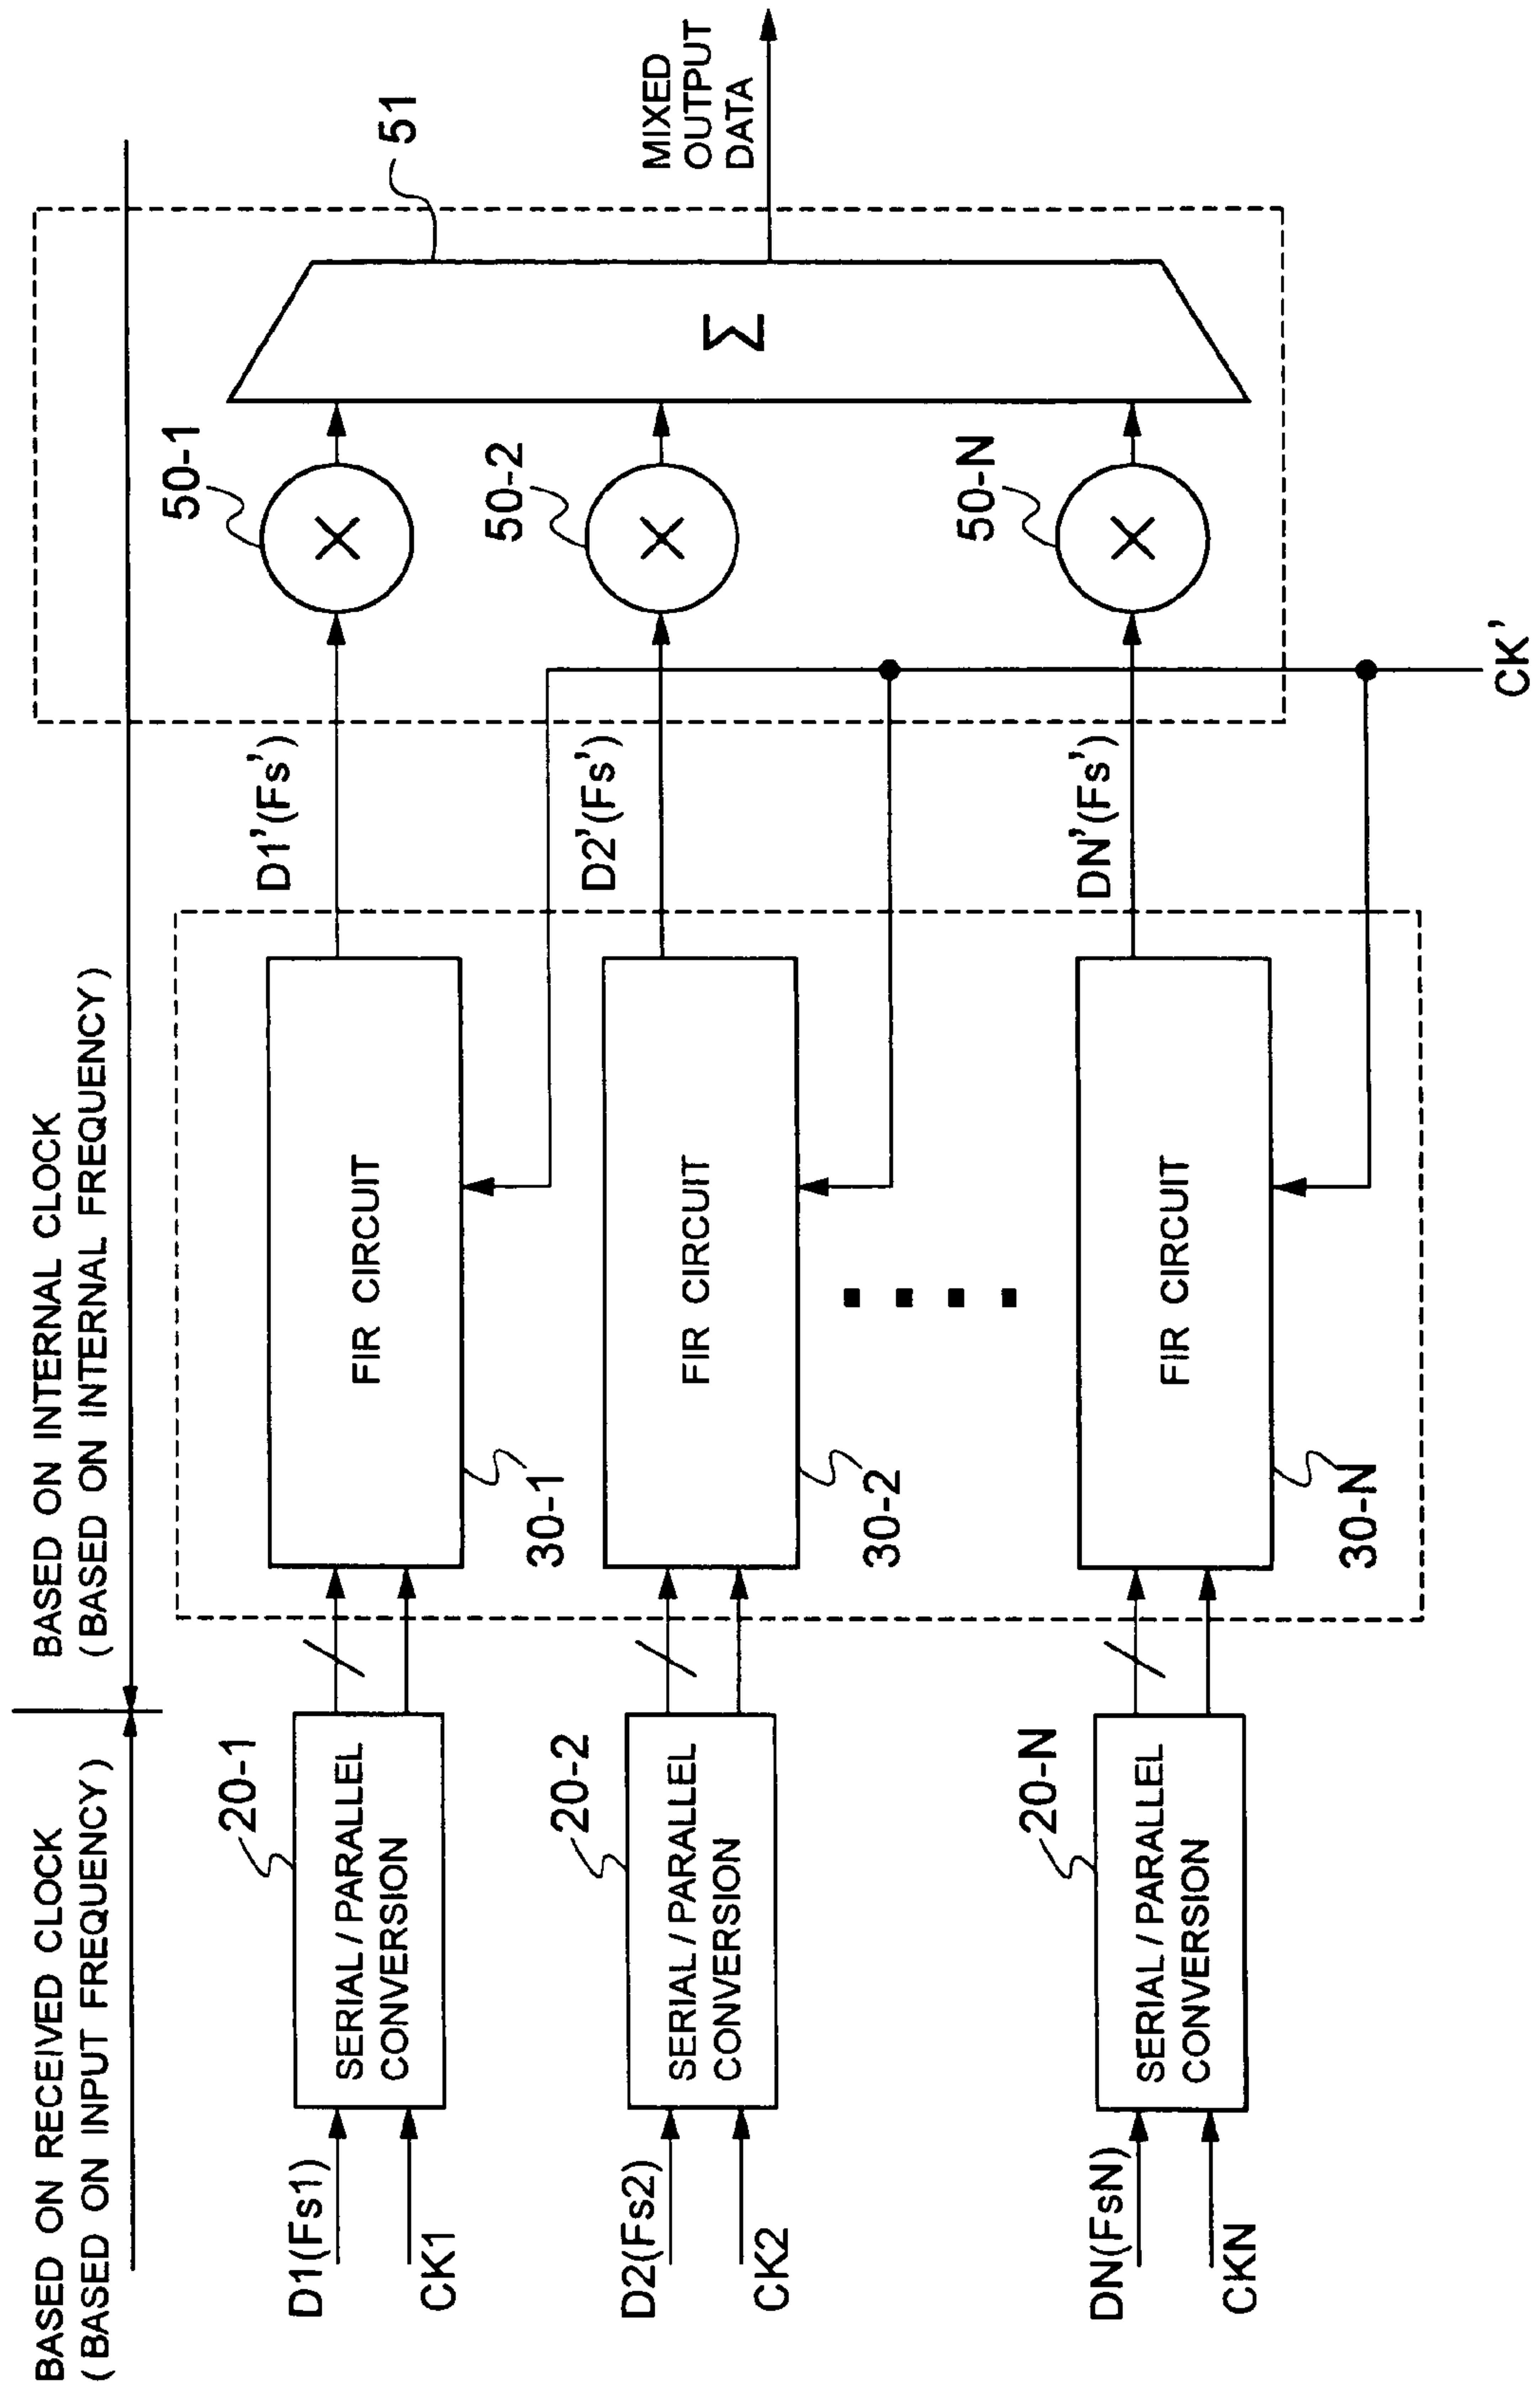 BASED ON RECEIVED CLOCK
(BASED ON INPUT FREQUENCY)
BASED ON INTERNAL CLOCK
(BASED ON INTERNAL FREQUENCY)
D1(Fs1)
CK1
20-1
SERIAL / PARALLEL
CONVERSION
FIR CIRCUIT
30-1
D1'(Fs')
50-1
×
D2(Fs2)
CK2
20-2
SERIAL / PARALLEL
CONVERSION
FIR CIRCUIT
30-2
D2'(Fs')
50-2
×
DN(FsN)
CKN
20-N
SERIAL / PARALLEL
CONVERSION
FIR CIRCUIT
30-N
DN'(Fs')
50-N
×
CK'
Σ
51
MIXED
OUTPUT
DATA